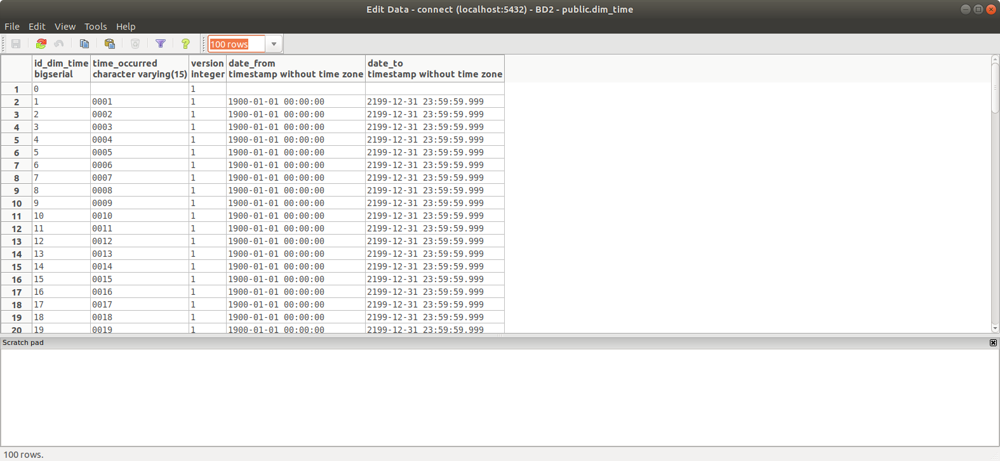 Edit Data - connect (localhost:5432) - BD2 - public.dim_time
File Edit View Tools Help
100 rows
id_dim_time time_occurred version date_from date_to
bigserial character varying(15) integer timestamp without time zone timestamp without time zone
1 0 1
2 1 0001 1 1900-01-01 00:00:00 2199-12-31 23:59:59.999
3 2 0002 1 1900-01-01 00:00:00 2199-12-31 23:59:59.999
4 3 0003 1 1900-01-01 00:00:00 2199-12-31 23:59:59.999
5 4 0004 1 1900-01-01 00:00:00 2199-12-31 23:59:59.999
6 5 0005 1 1900-01-01 00:00:00 2199-12-31 23:59:59.999
7 6 0006 1 1900-01-01 00:00:00 2199-12-31 23:59:59.999
8 7 0007 1 1900-01-01 00:00:00 2199-12-31 23:59:59.999
9 8 0008 1 1900-01-01 00:00:00 2199-12-31 23:59:59.999
10 9 0009 1 1900-01-01 00:00:00 2199-12-31 23:59:59.999
11 10 0010 1 1900-01-01 00:00:00 2199-12-31 23:59:59.999
12 11 0011 1 1900-01-01 00:00:00 2199-12-31 23:59:59.999
13 12 0012 1 1900-01-01 00:00:00 2199-12-31 23:59:59.999
14 13 0013 1 1900-01-01 00:00:00 2199-12-31 23:59:59.999
15 14 0014 1 1900-01-01 00:00:00 2199-12-31 23:59:59.999
16 15 0015 1 1900-01-01 00:00:00 2199-12-31 23:59:59.999
17 16 0016 1 1900-01-01 00:00:00 2199-12-31 23:59:59.999
18 17 0017 1 1900-01-01 00:00:00 2199-12-31 23:59:59.999
19 18 0018 1 1900-01-01 00:00:00 2199-12-31 23:59:59.999
20 19 0019 1 1900-01-01 00:00:00 2199-12-31 23:59:59.999
Scratch pad
100 rows.